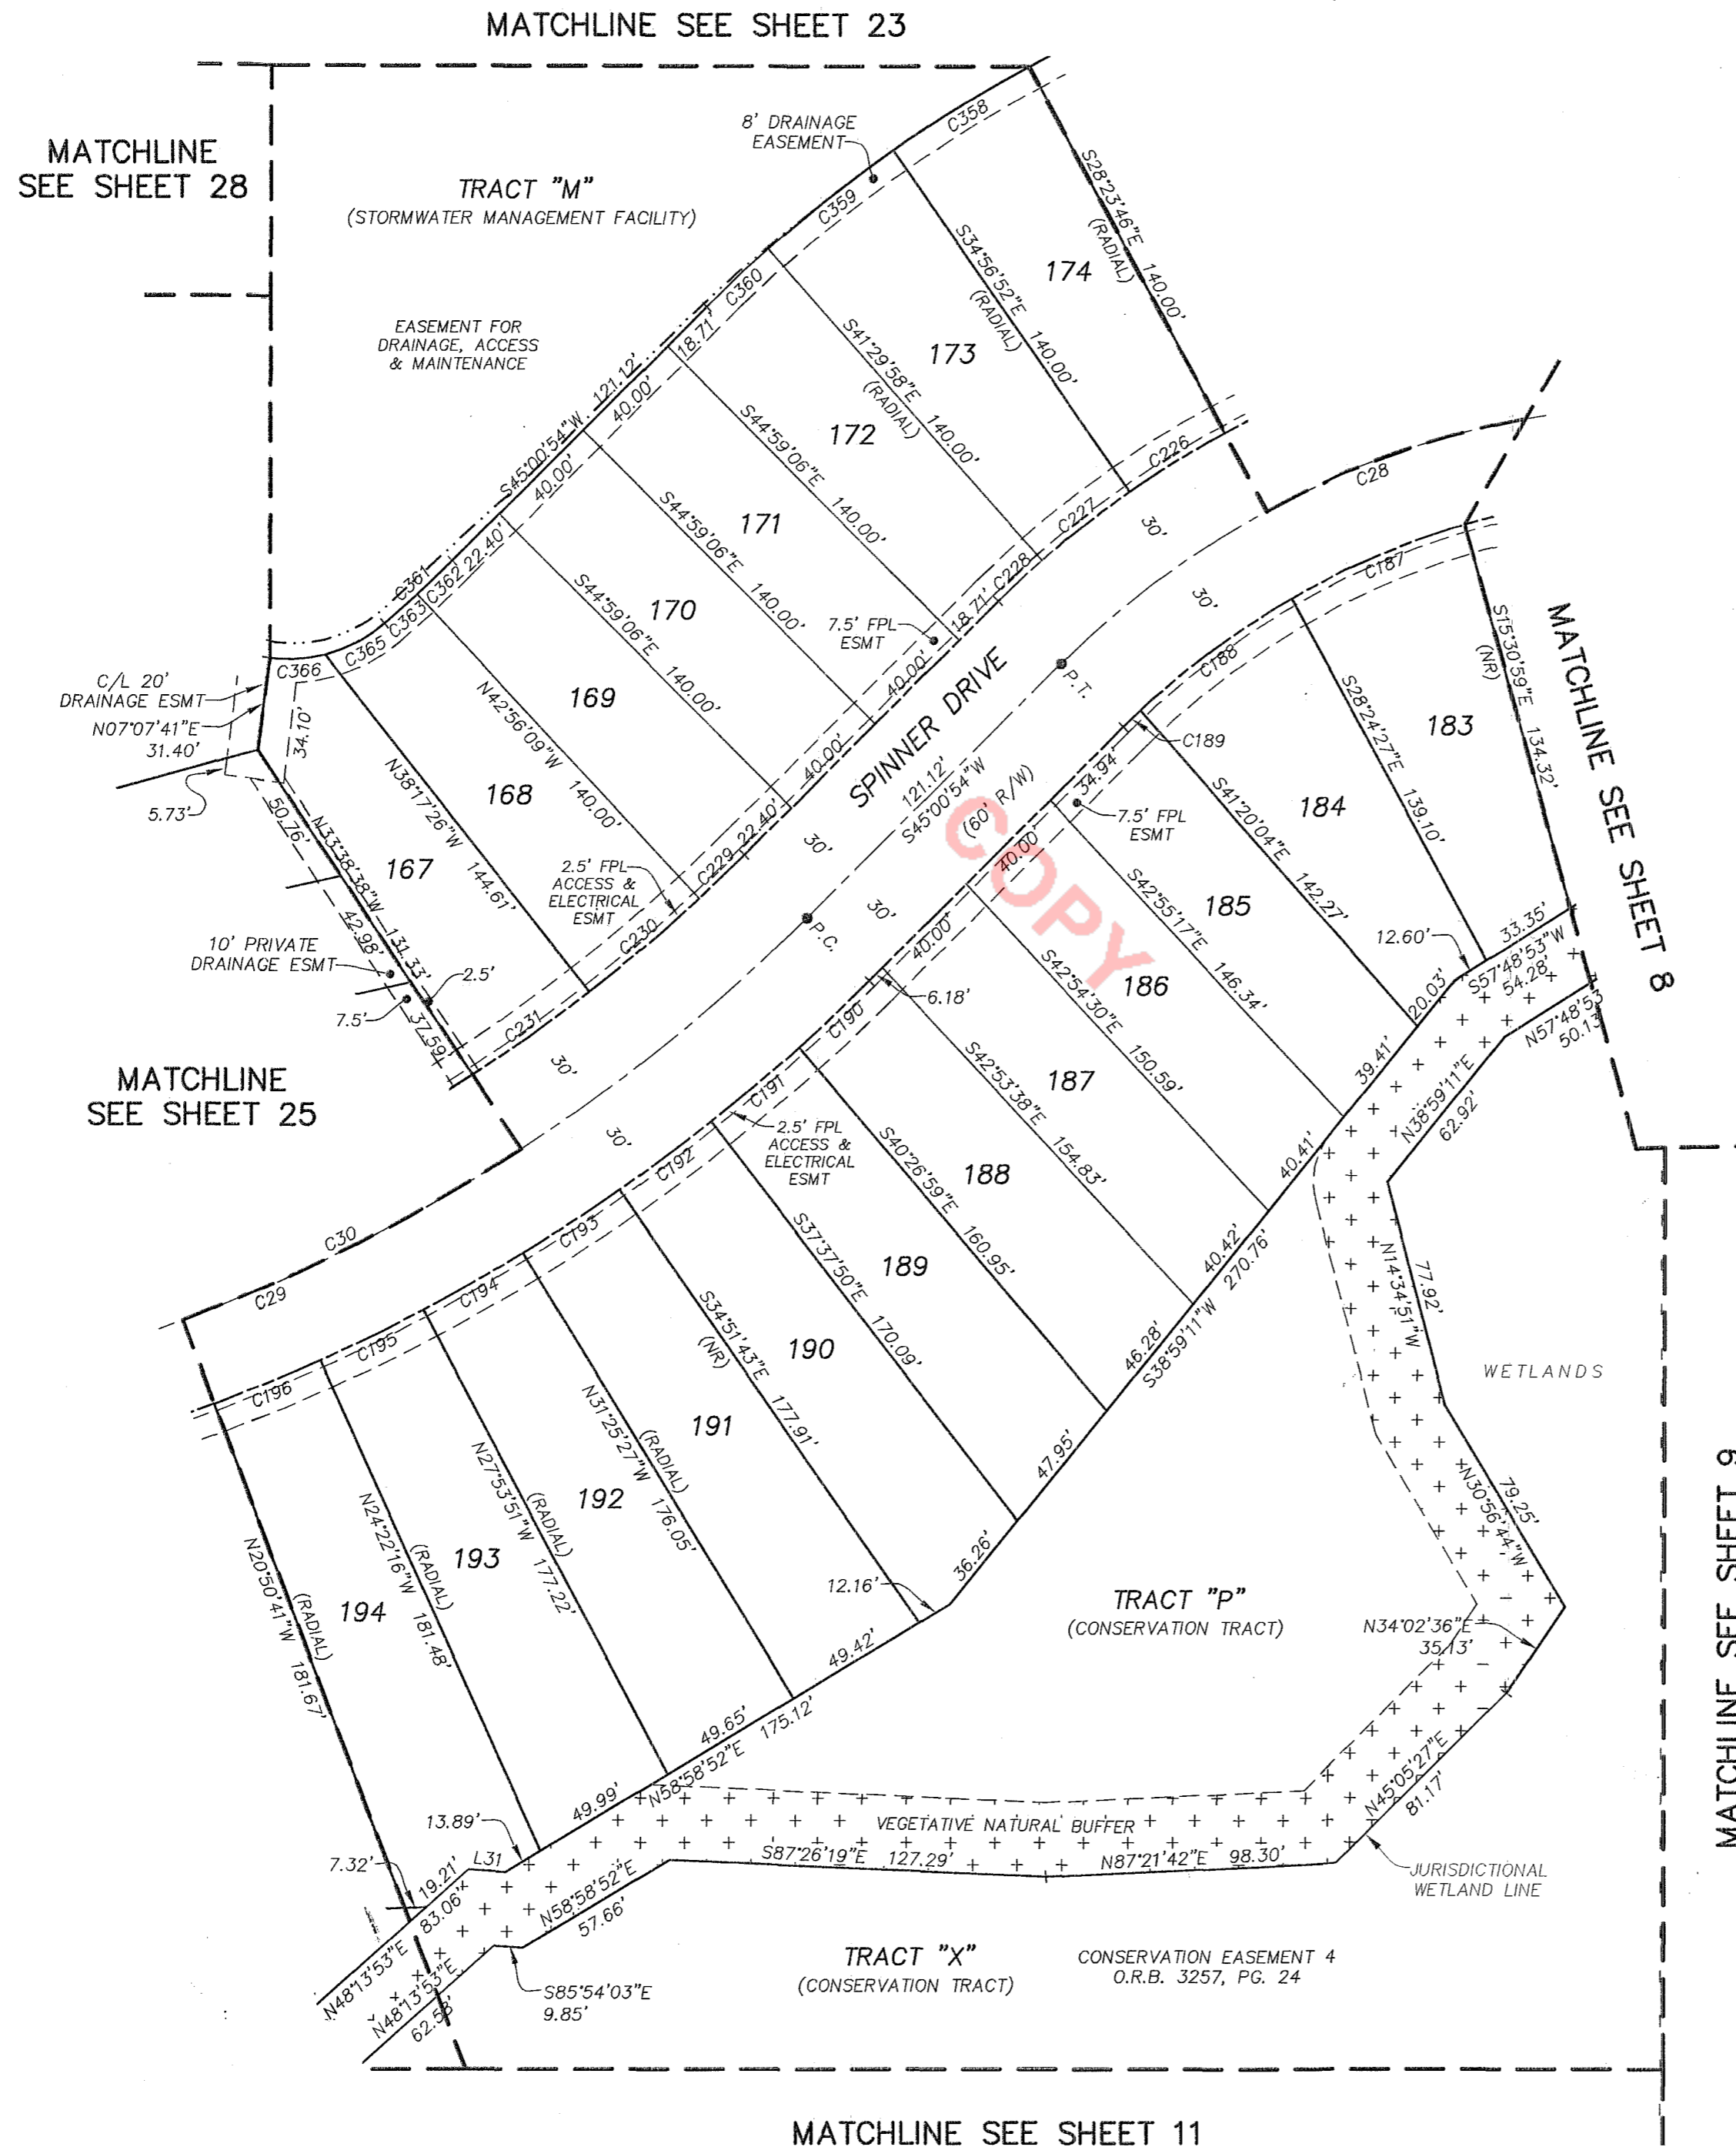 MATCHLINE SEE SHEET 23
MATCHLINE
SEE SHEET 28
TRACT "M"
(STORMWATER MANAGEMENT FACILITY)
8' DRAINAGE
EASEMENT
C358
C359
C360
S28°23'46"E 140.00'
(RADIAL)
174
S34°56'52"E 140.00'
(RADIAL)
173
S41°29'58"E 140.00'
(RADIAL)
172
EASEMENT FOR
DRAINAGE, ACCESS
& MAINTENANCE
S45°00'54"W 121.12'
18.71'
40.00'
40.00'
22.40'
S44°59'06"E 140.00'
171
S44°59'06"E 140.00'
170
S44°59'06"E 140.00'
169
C361
C362
C363
C365
C366
N42°56'09"W 140.00'
168
N38°17'26"W 144.61'
167
C/L 20'
DRAINAGE ESMT
N07°07'41"E
31.40'
34.10'
5.73'
50.76'
N33°38'38"W 131.33'
42.98'
10' PRIVATE
DRAINAGE ESMT
2.5'
7.5'
37.59'
7.5' FPL
ESMT
2.5' FPL
ACCESS &
ELECTRICAL
ESMT
C226
C227
C228
18.71'
40.00'
40.00'
22.40'
C229
C230
C231
C28
30'
30'
30'
30'
30'
30'
P.T.
P.C.
SPINNER DRIVE
121.12'
S45°00'54"W
(60' R/W)
COPY
MATCHLINE
SEE SHEET 25
C30
C29
C187
C188
C189
34.94'
40.00'
40.00'
6.18'
7.5' FPL
ESMT
C190
C191
C192
C193
C194
C195
C196
2.5' FPL
ACCESS &
ELECTRICAL
ESMT
S15°30'59"E 134.32'
(NR)
183
S28°24'27"E 139.10'
184
S41°20'04"E 142.27'
185
S42°55'17"E 146.34'
186
S42°54'30"E 150.59'
187
S42°53'38"E 154.83'
188
S40°26'59"E 160.95'
189
S37°37'50"E 170.09'
190
S34°51'43"E 177.91'
(NR)
191
N31°25'27"W 176.05'
(RADIAL)
192
N27°53'51"W 177.22'
(RADIAL)
193
N24°22'16"W 181.48'
(RADIAL)
194
N20°50'41"W 181.67'
(RADIAL)
MATCHLINE SEE SHEET 8
33.35'
12.60'
S57°48'53"W
54.28'
N57°48'53
50.13
20.03'
39.41'
40.41'
40.42'
270.76'
46.28'
S38°59'11"W
47.95'
36.26'
12.16'
49.42'
49.65'
175.12'
N58°58'52"E
49.99'
13.89'
L31
19.21'
7.32'
83.06'
N48°13'53"E
N48°13'53"E
62.58'
S85°54'03"E
9.85'
N58°58'52"E
57.66'
N38°59'11"E
62.92'
N14°34'51"W
77.92'
WETLANDS
N30°56'44"W
79.25'
N34°02'36"E
35.13'
N45°05'27"E
81.17'
TRACT "P"
(CONSERVATION TRACT)
VEGETATIVE NATURAL BUFFER
S87°26'19"E 127.29'
N87°21'42"E 98.30'
JURISDICTIONAL
WETLAND LINE
TRACT "X"
(CONSERVATION TRACT)
CONSERVATION EASEMENT 4
O.R.B. 3257, PG. 24
MATCHLINE SEE SHEET 9
MATCHLINE SEE SHEET 11